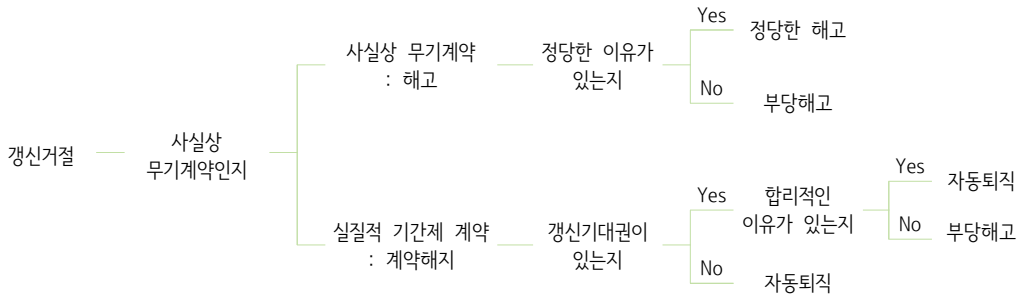 갱신거절
사실상
무기계약인지
사실상 무기계약
: 해고
정당한 이유가
있는지
Yes
정당한 해고
No
부당해고
실질적 기간제 계약
: 계약해지
갱신기대권이
있는지
Yes
합리적인
이유가 있는지
Yes
자동퇴직
No
부당해고
No
자동퇴직